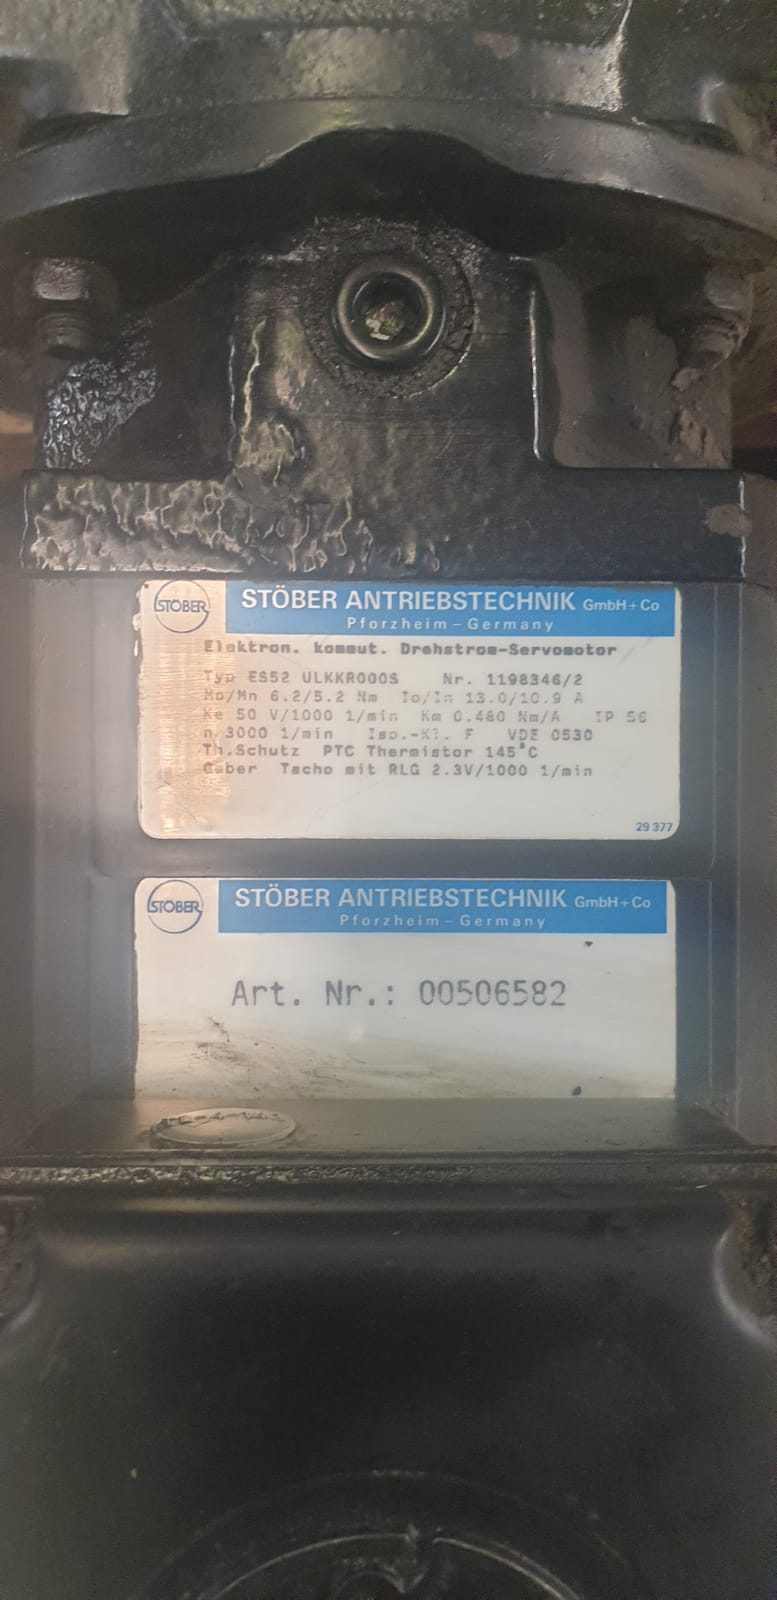 STÖBER
STÖBER ANTRIEBSTECHNIK GmbH+Co
Pforzheim – Germany
Elektron. kommut. Drehstrom-Servomotor
Typ ES52 ULKKR000S Nr. 1198346/2
Mo/Mn 6.2/5.2 Nm Io/In 13.0/10.9 A
Ke 50 V/1000 1/min Km 0.480 Nm/A IP 56
n 3000 1/min Iso.-Kl. F VDE 0530
Th.Schutz PTC Thermistor 145°C
Geber Tacho mit RLG 2.3V/1000 1/min
29 377
STÖBER
STÖBER ANTRIEBSTECHNIK GmbH+Co
Pforzheim – Germany
Art. Nr.: 00506582